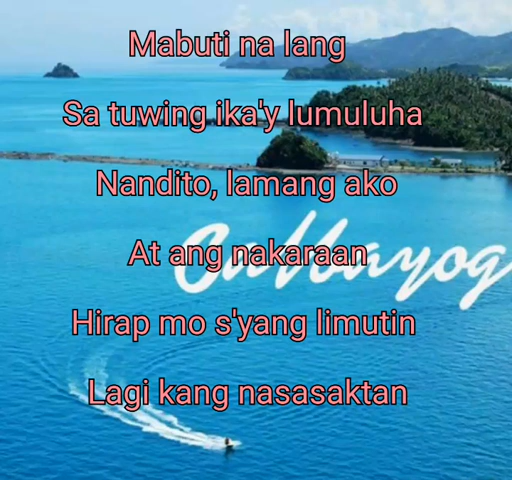 Mabuti na lang
Sa tuwing ika'y lumuluha
Nandito, lamang ako
At ang nakaraan
Calbayog
Hirap mo s'yang limutin
Lagi kang nasasaktan